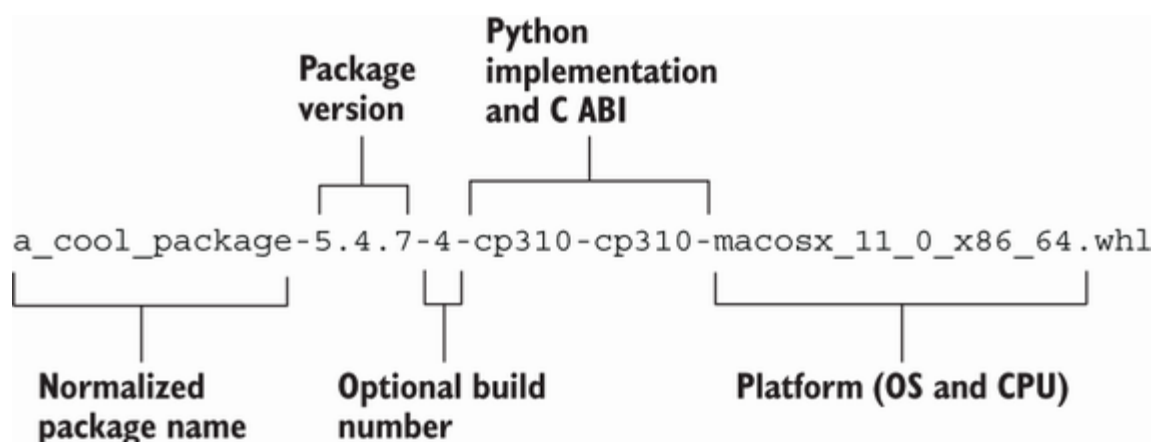 Python
implementation
and C ABI
Package
version
a_cool_package-5.4.7-4-cp310-cp310-macosx_11_0_x86_64.whl
Normalized
package name
Optional build
number
Platform (OS and CPU)